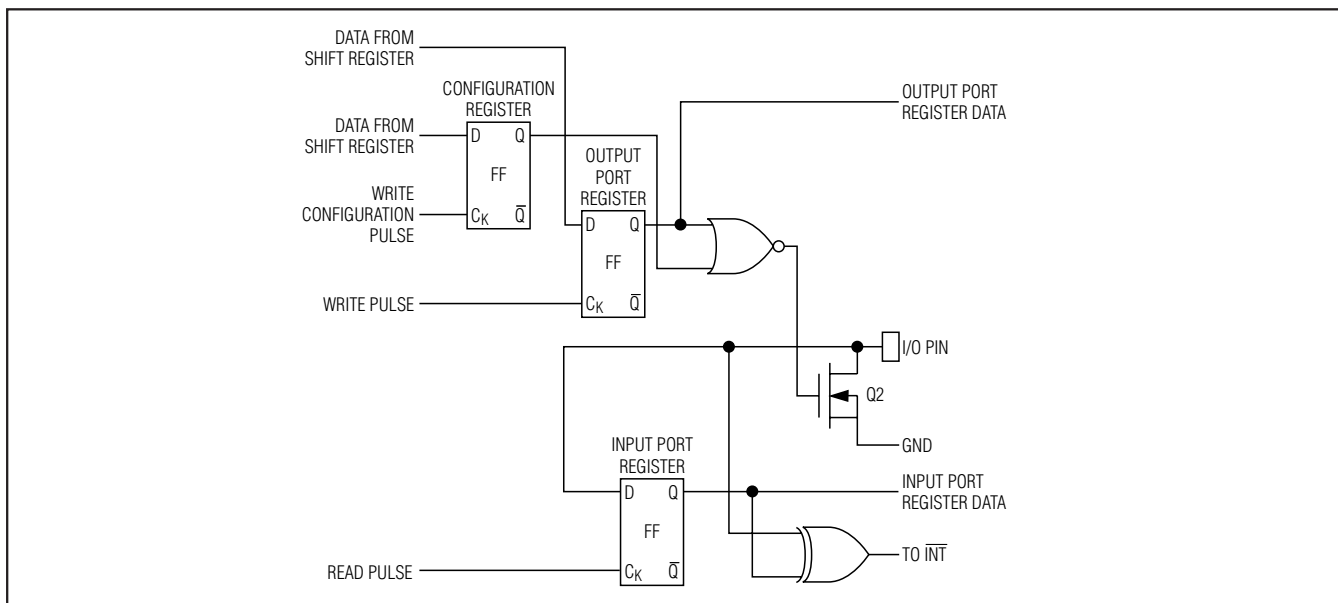 DATA FROM
SHIFT REGISTER
CONFIGURATION
REGISTER
DATA FROM
SHIFT REGISTER
D Q
FF
CK Q̅
WRITE
CONFIGURATION
PULSE
OUTPUT
PORT
REGISTER
D Q
FF
CK Q̅
WRITE PULSE
OUTPUT PORT
REGISTER DATA
I/O PIN
Q2
GND
INPUT PORT
REGISTER
D Q
FF
CK Q̅
READ PULSE
INPUT PORT
REGISTER DATA
TO I̅N̅T̅